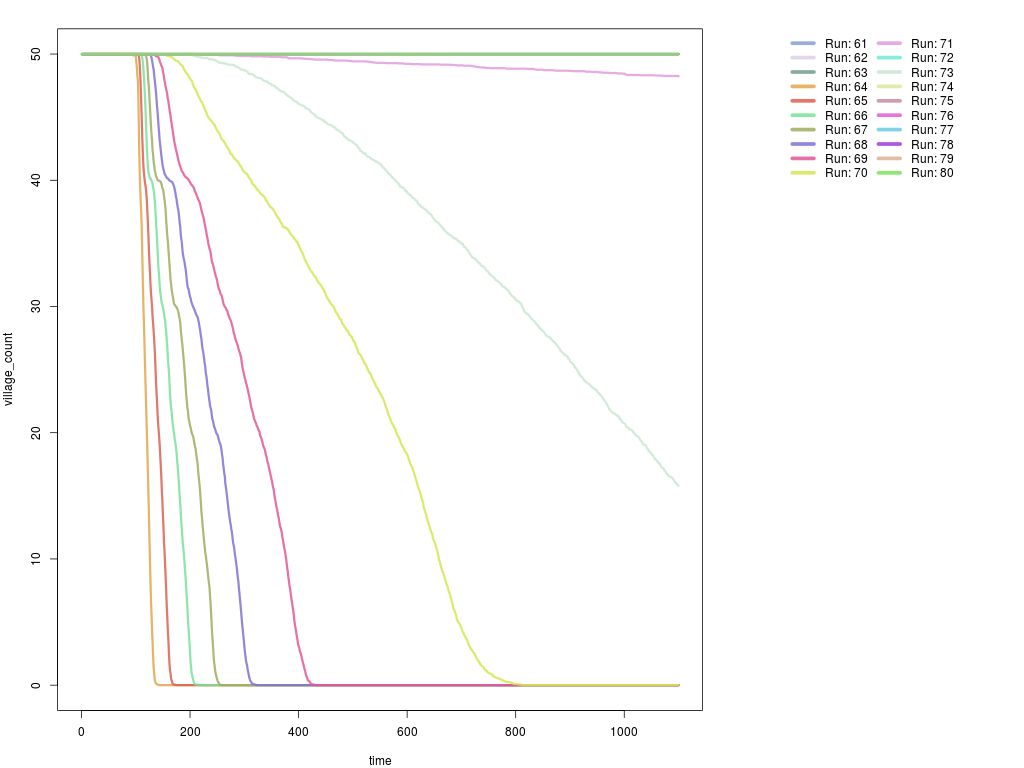 50
40
30
20
10
0
village_count
0 200 400 600 800 1000
time
Run: 61 Run: 71
Run: 62 Run: 72
Run: 63 Run: 73
Run: 64 Run: 74
Run: 65 Run: 75
Run: 66 Run: 76
Run: 67 Run: 77
Run: 68 Run: 78
Run: 69 Run: 79
Run: 70 Run: 80